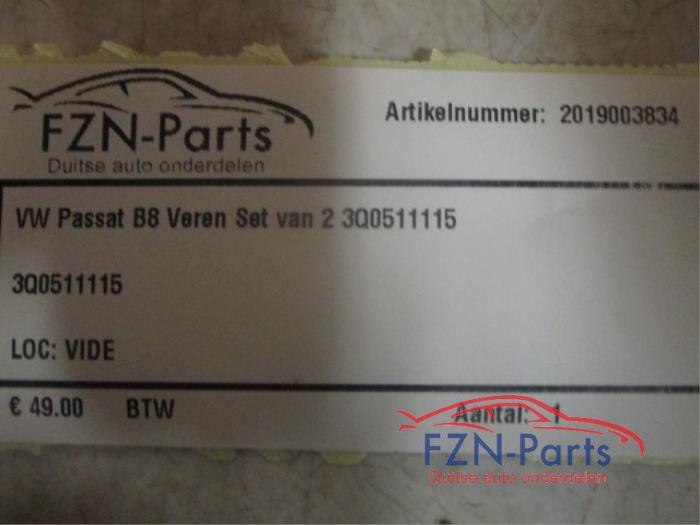 FZN-Parts
Duitse auto onderdelen
Artikelnummer: 2019003834
VW Passat B8 Veren Set van 2 3Q0511115
3Q0511115
LOC: VIDE
€ 49.00 BTW Aantal: 1
FZN-Parts
Duitse auto onderdelen